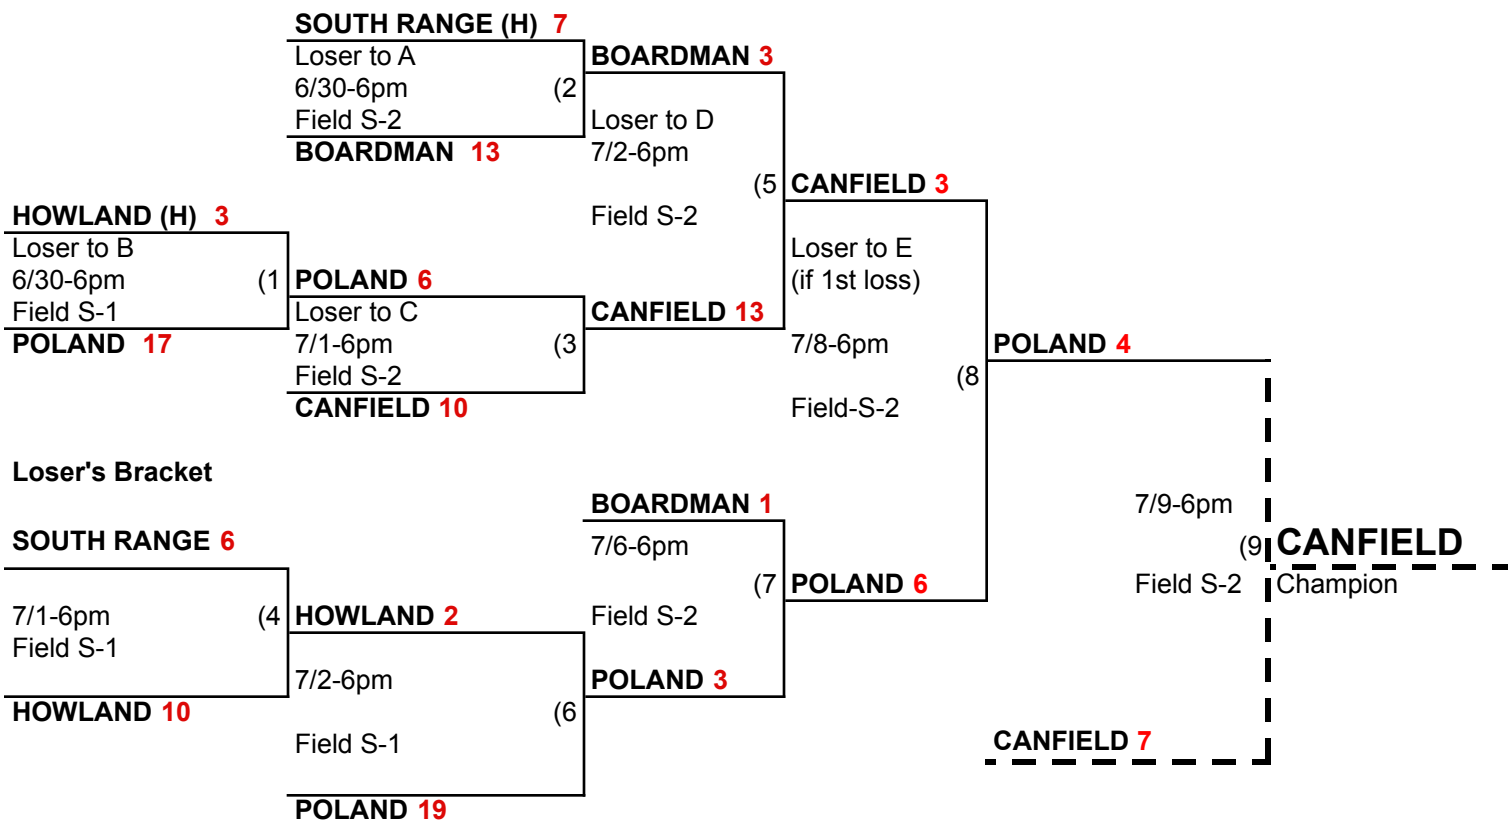 SOUTH RANGE (H) 7
Loser to A
6/30-6pm (2
Field S-2
BOARDMAN 13
BOARDMAN 3
Loser to D
7/2-6pm
(5
Field S-2
CANFIELD 3
HOWLAND (H) 3
Loser to B
6/30-6pm (1
Field S-1
POLAND 17
POLAND 6
Loser to C
7/1-6pm (3
Field S-2
CANFIELD 10
CANFIELD 13
Loser to E
(if 1st loss)
7/8-6pm
(8
Field-S-2
POLAND 4
Loser's Bracket
SOUTH RANGE 6
7/1-6pm (4
Field S-1
HOWLAND 10
HOWLAND 2
7/2-6pm
(6
Field S-1
POLAND 19
BOARDMAN 1
7/6-6pm
(7
Field S-2
POLAND 3
POLAND 6
7/9-6pm
(9
Field S-2
CANFIELD
Champion
CANFIELD 7